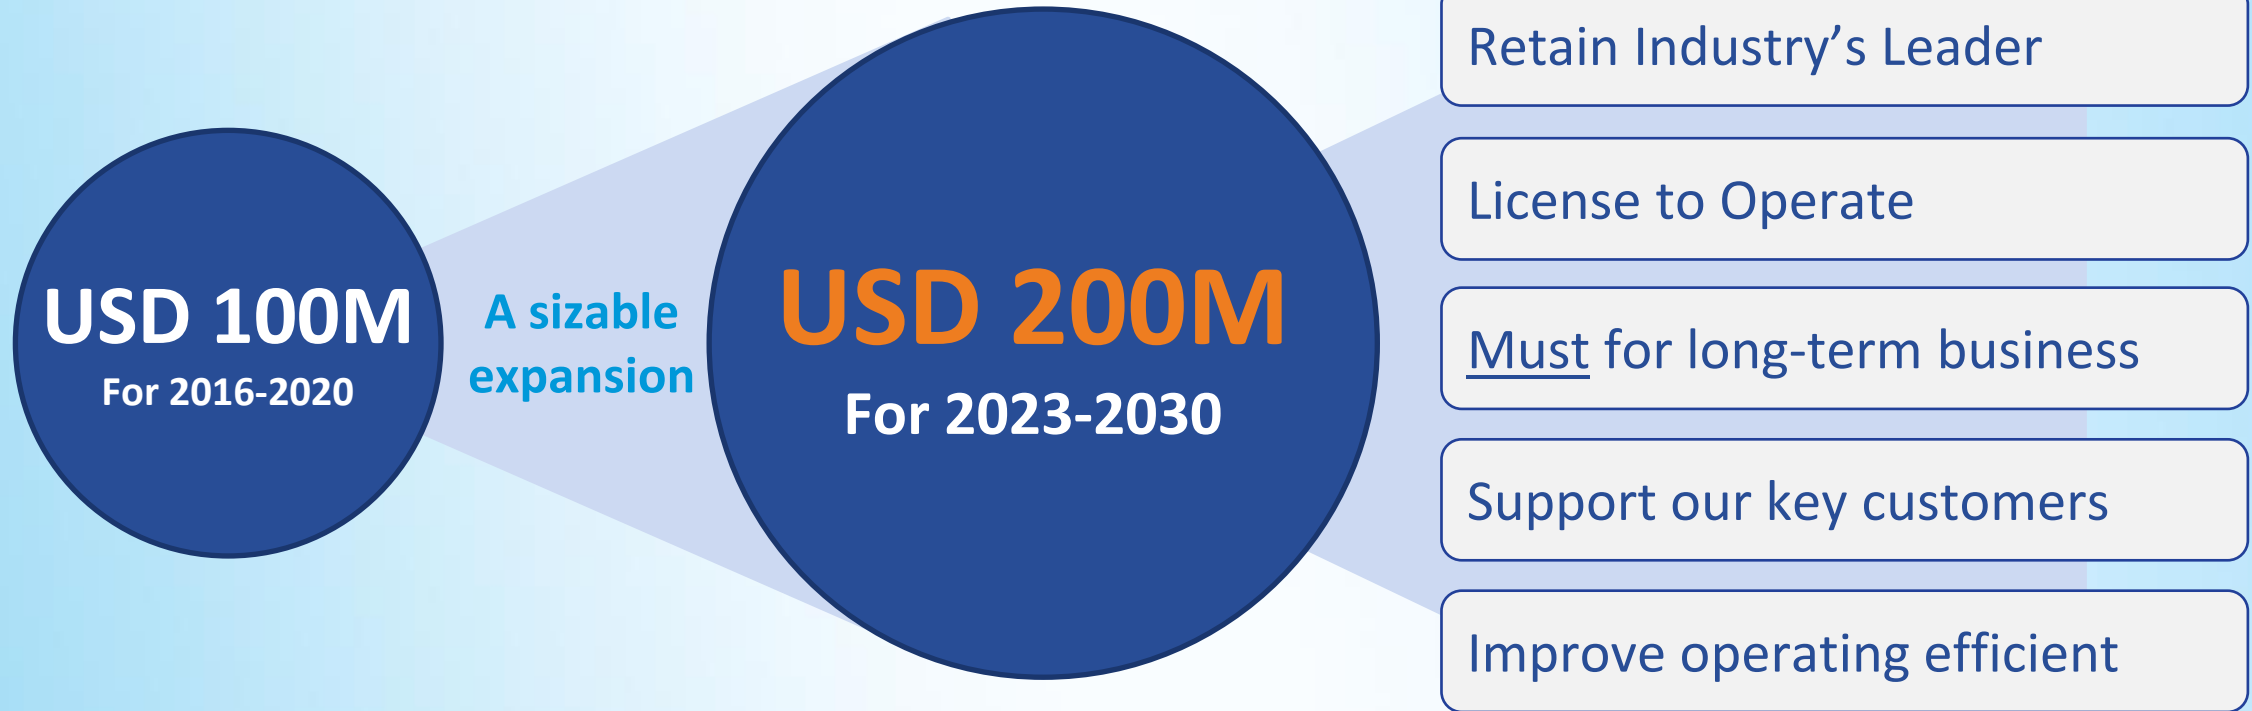 USD 100M
For 2016-2020
A sizable
expansion
USD 200M
For 2023-2030
Retain Industry’s Leader
License to Operate
Must for long-term business
Support our key customers
Improve operating efficient